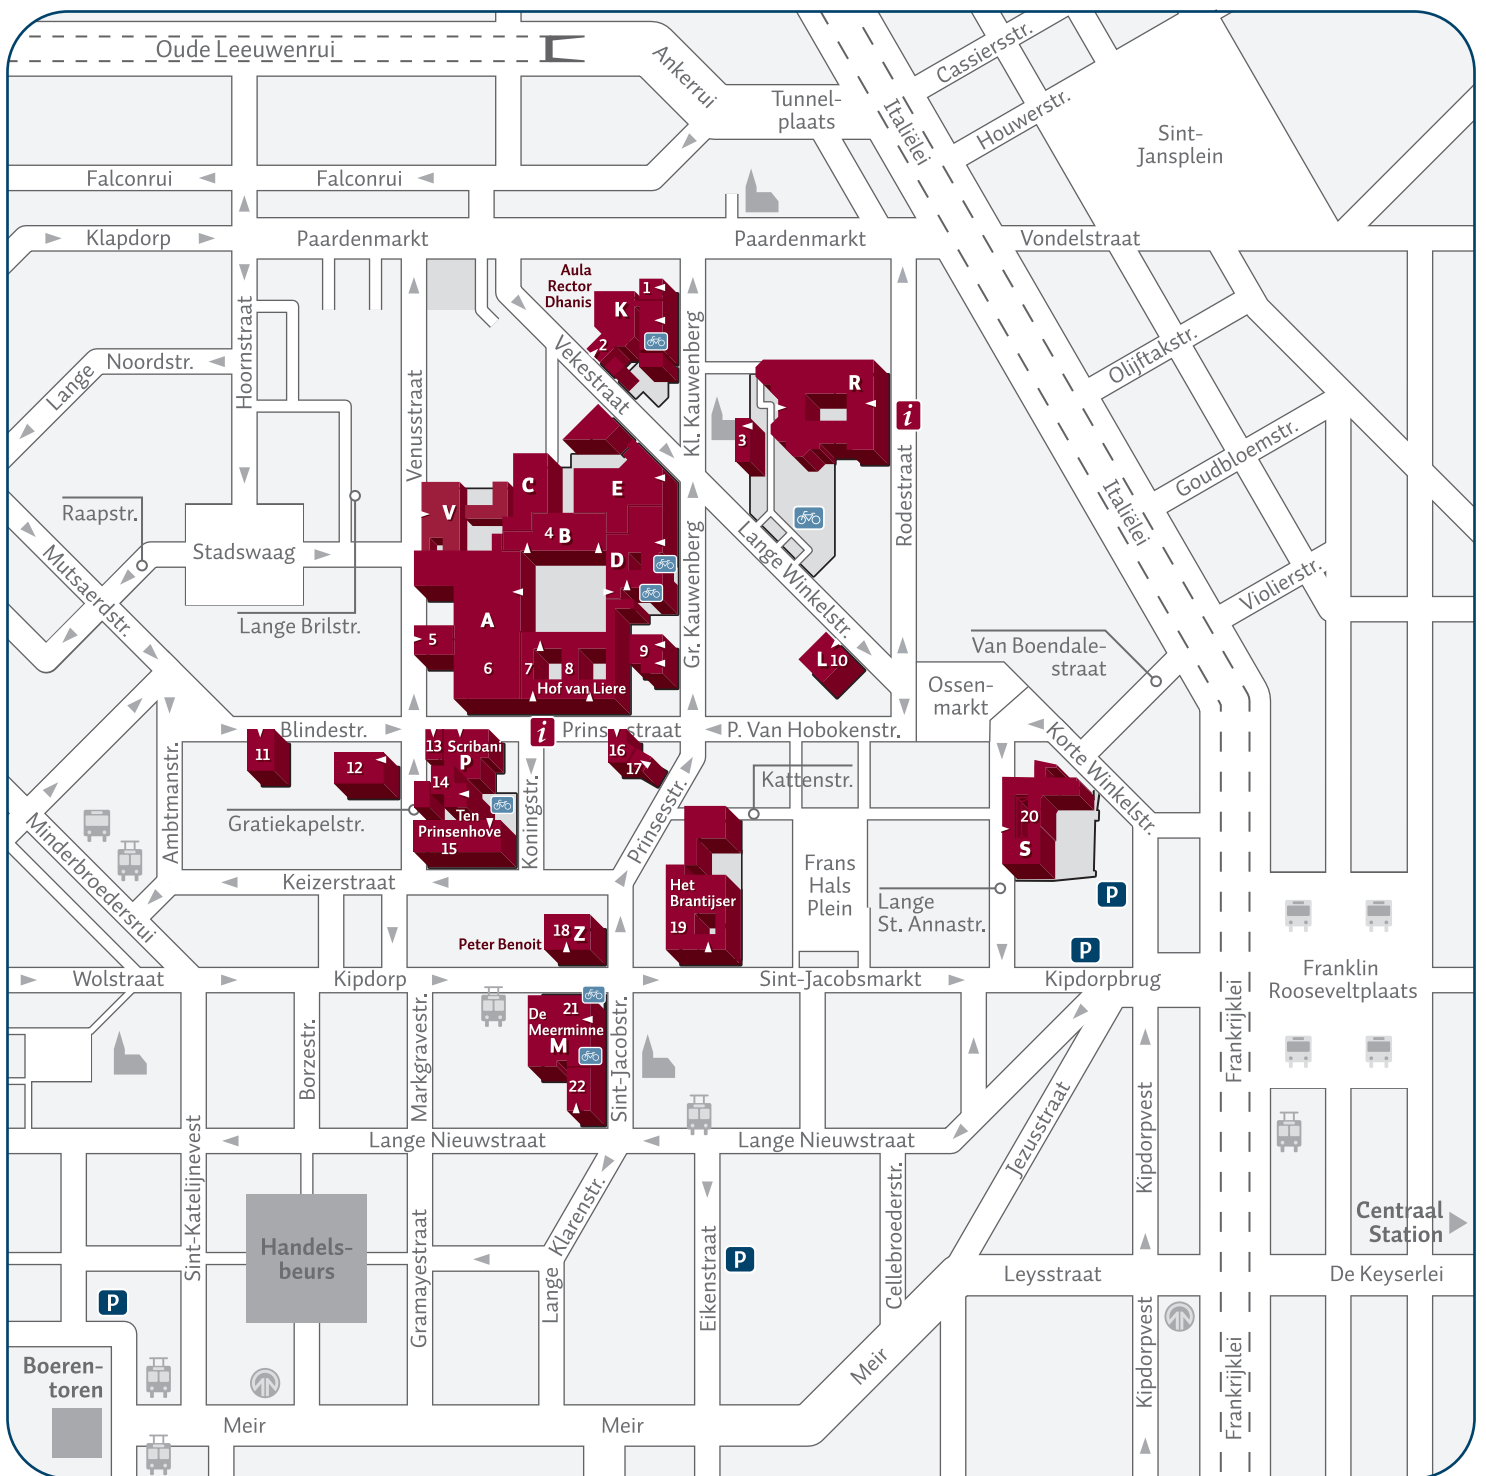 Oude Leeuwenrui
Ankerrui
Tunnel-
plaats
Italiëlei
Cassiersstr.
Houwerstr.
Sint-
Jansplein
Falconrui
Falconrui
Klapdorp
Paardenmarkt
Paardenmarkt
Vondelstraat
Aula
Rector
Dhanis
1
K
2
Hoornstraat
Noordstr.
Lange
Venusstraat
Vekestraat
Kl. Kauwenberg
R
3
i
Rodestraat
Olijftakstr.
Goudbloemstr.
Italiëlei
Violierstr.
Raapstr.
Stadswaag
Mutsaerdstr.
Lange Brilstr.
V
C
E
4 B
D
A
5
6
7
8
9
Hof van Liere
Gr. Kauwenberg
Lange Winkelstr.
L 10
Van Boendale-
straat
Ossen-
markt
Blindestr.
i
Prinsstraat
P. Van Hobokenstr.
Korte Winkelstr.
11
12
13
Scribani
P
14
Ten
Prinsenhove
15
16
17
Kattenstr.
Ambtmanstr.
Gratiekapelstr.
Koningstr.
Prinsesstr.
20
S
Minderbroedersrui
Keizerstraat
Het
Brantijser
19
Frans
Hals
Plein
Lange
St. Annastr.
P
P
18 Z
Peter Benoit
Wolstraat
Kipdorp
Sint-Jacobsmarkt
Kipdorpbrug
Franklin
Rooseveltplaats
Frankrijklei
Borzestr.
Markgravestr.
De
Meerminne
21
M
22
Sint-Jacobstr.
Jezusstraat
Kipdorpvest
Lange Nieuwstraat
Lange Nieuwstraat
Sint-Katelijnevest
Handels-
beurs
Gramayestraat
Lange Klarenstr.
Eikenstraat
P
Cellebroederstr.
Centraal
Station
Leysstraat
De Keyserlei
P
Boeren-
toren
Kipdorpvest
Frankrijklei
Meir
Meir
Meir